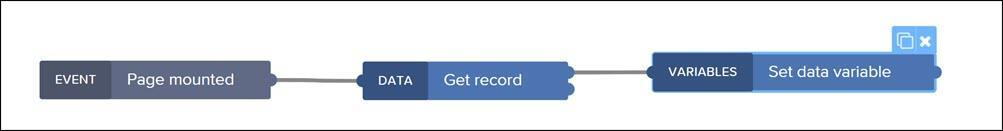 EVENT Page mounted
DATA Get record
VARIABLES Set data variable